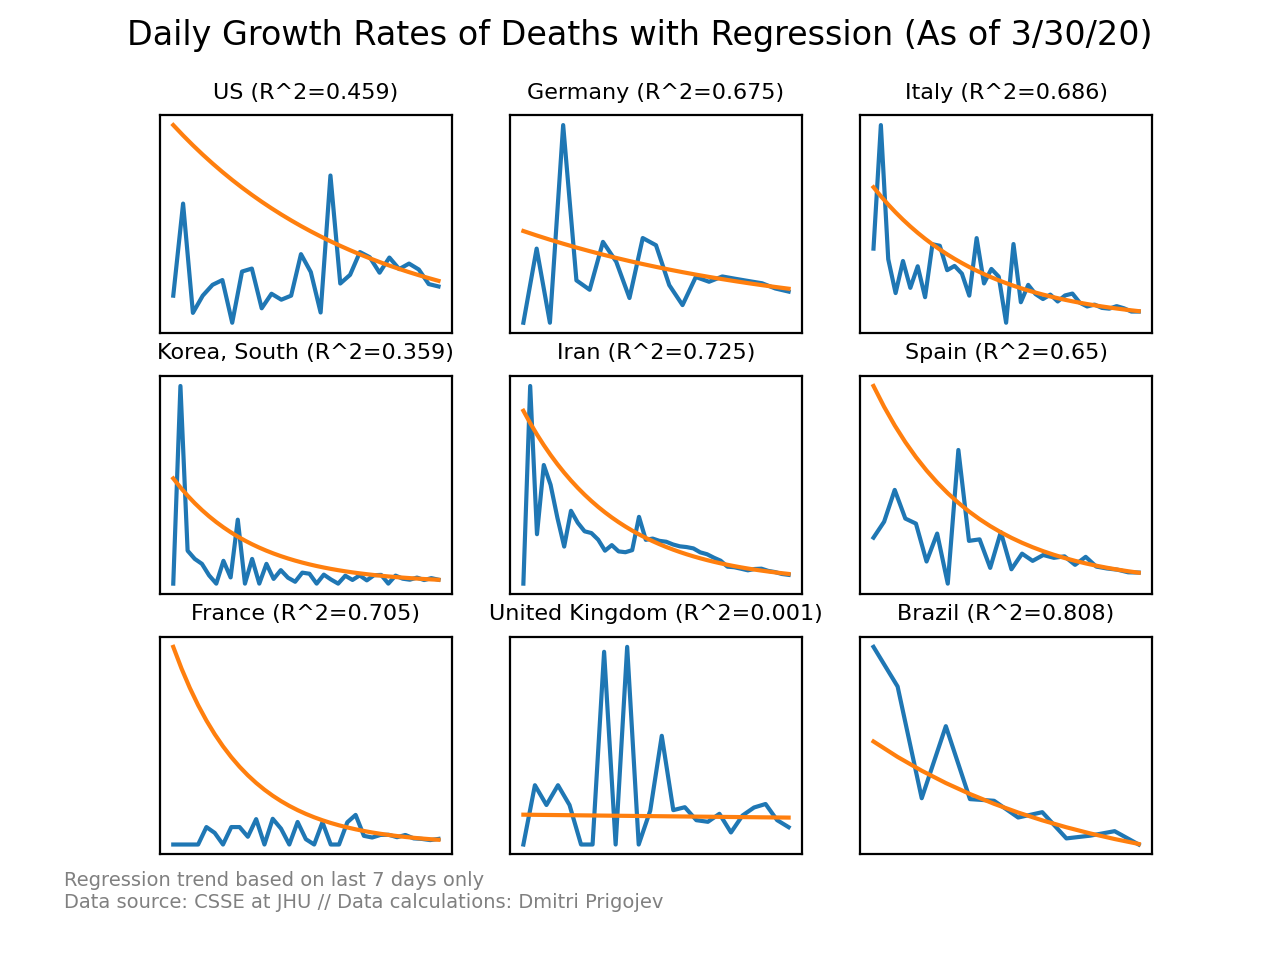 Daily Growth Rates of Deaths with Regression (As of 3/30/20)
US (R^2=0.459)
Germany (R^2=0.675)
Italy (R^2=0.686)
Korea, South (R^2=0.359)
Iran (R^2=0.725)
Spain (R^2=0.65)
France (R^2=0.705)
United Kingdom (R^2=0.001)
Brazil (R^2=0.808)
Regression trend based on last 7 days only
Data source: CSSE at JHU // Data calculations: Dmitri Prigojev